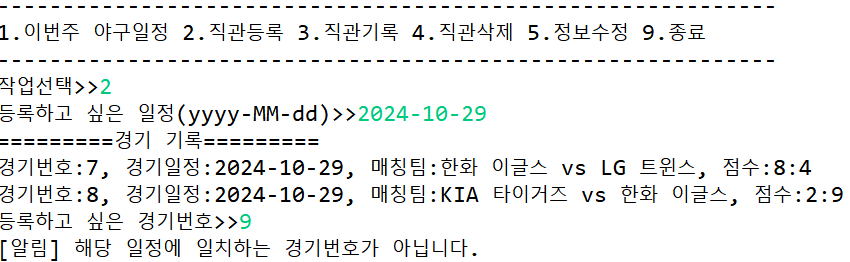 ------------------------------------------------------------
1.이번주 야구일정 2.직관등록 3.직관기록 4.직관삭제 5.정보수정 9.종료
------------------------------------------------------------
작업선택>>2
등록하고 싶은 일정(yyyy-MM-dd)>>2024-10-29
=========경기 기록=========
경기번호:7, 경기일정:2024-10-29, 매칭팀:한화 이글스 vs LG 트윈스, 점수:8:4
경기번호:8, 경기일정:2024-10-29, 매칭팀:KIA 타이거즈 vs 한화 이글스, 점수:2:9
등록하고 싶은 경기번호>>9
[알림] 해당 일정에 일치하는 경기번호가 아닙니다.